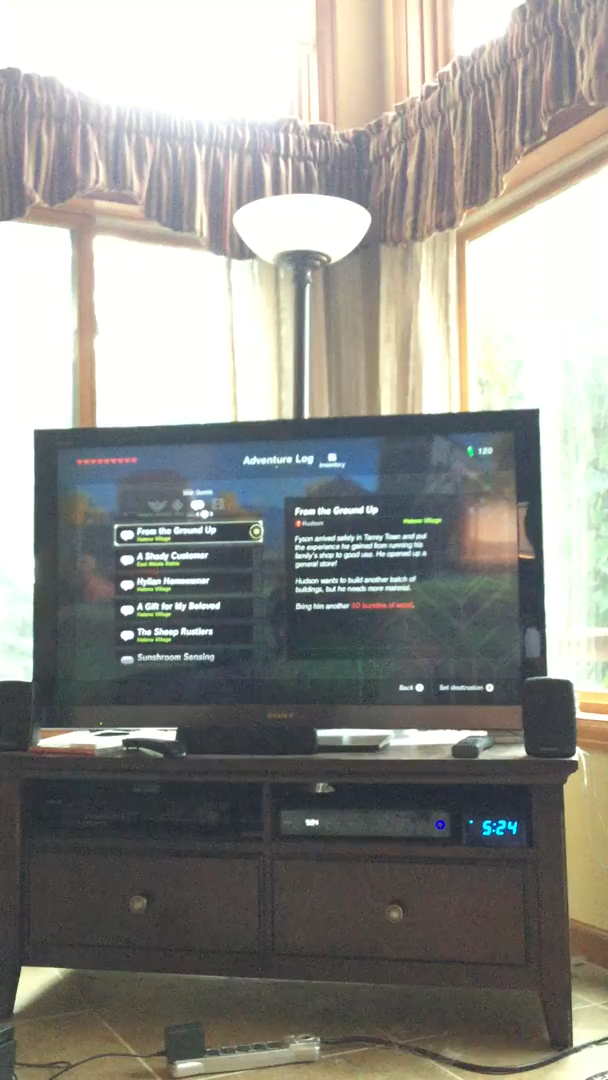 Adventure Log
Inventory
120
Side Quests
From the Ground Up
Hateno Village
A Shady Customer
East Akkala Stable
Hylian Homeowner
Hateno Village
A Gift for My Beloved
Hateno Village
The Sheep Rustlers
Hateno Village
Sunshroom Sensing
From the Ground Up
Hudson
Hateno Village
Fyson arrived safely in Tarrey Town and put
the experience he gained from running his
family's shop to good use. He opened up a
general store!
Hudson wants to build another batch of
buildings, but he needs more material.
Bring him another 50 bundles of wood.
Back
Set destination
SONY
5:24
5:24